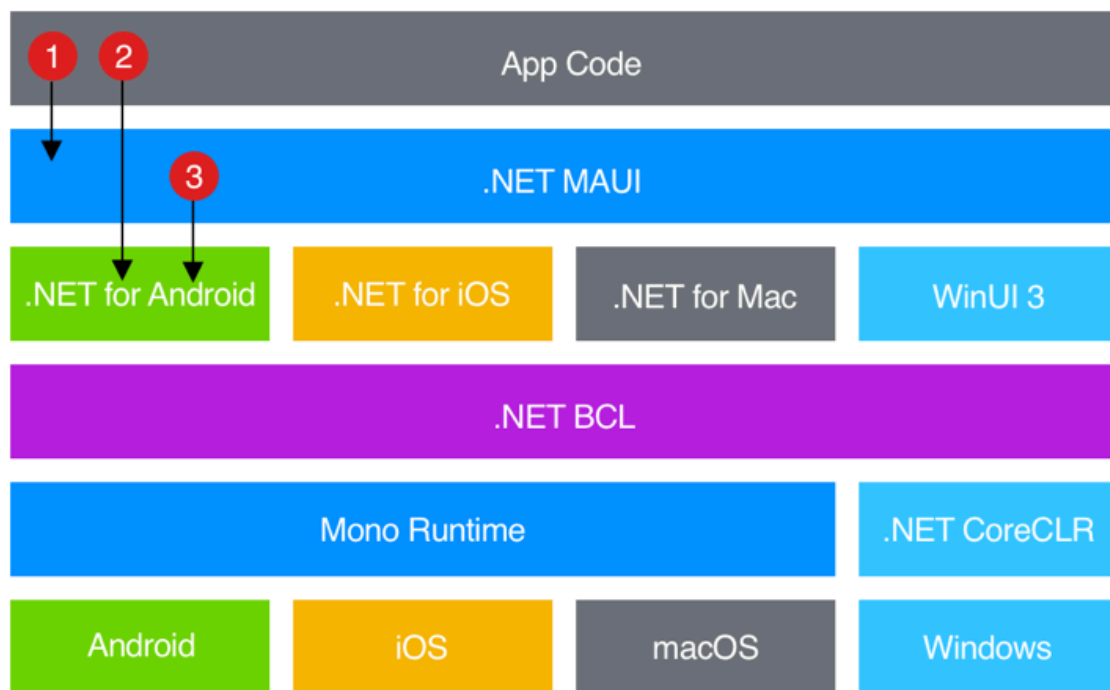 1
2
App Code
3
.NET MAUI
.NET for Android
.NET for iOS
.NET for Mac
WinUI 3
.NET BCL
Mono Runtime
.NET CoreCLR
Android
iOS
macOS
Windows